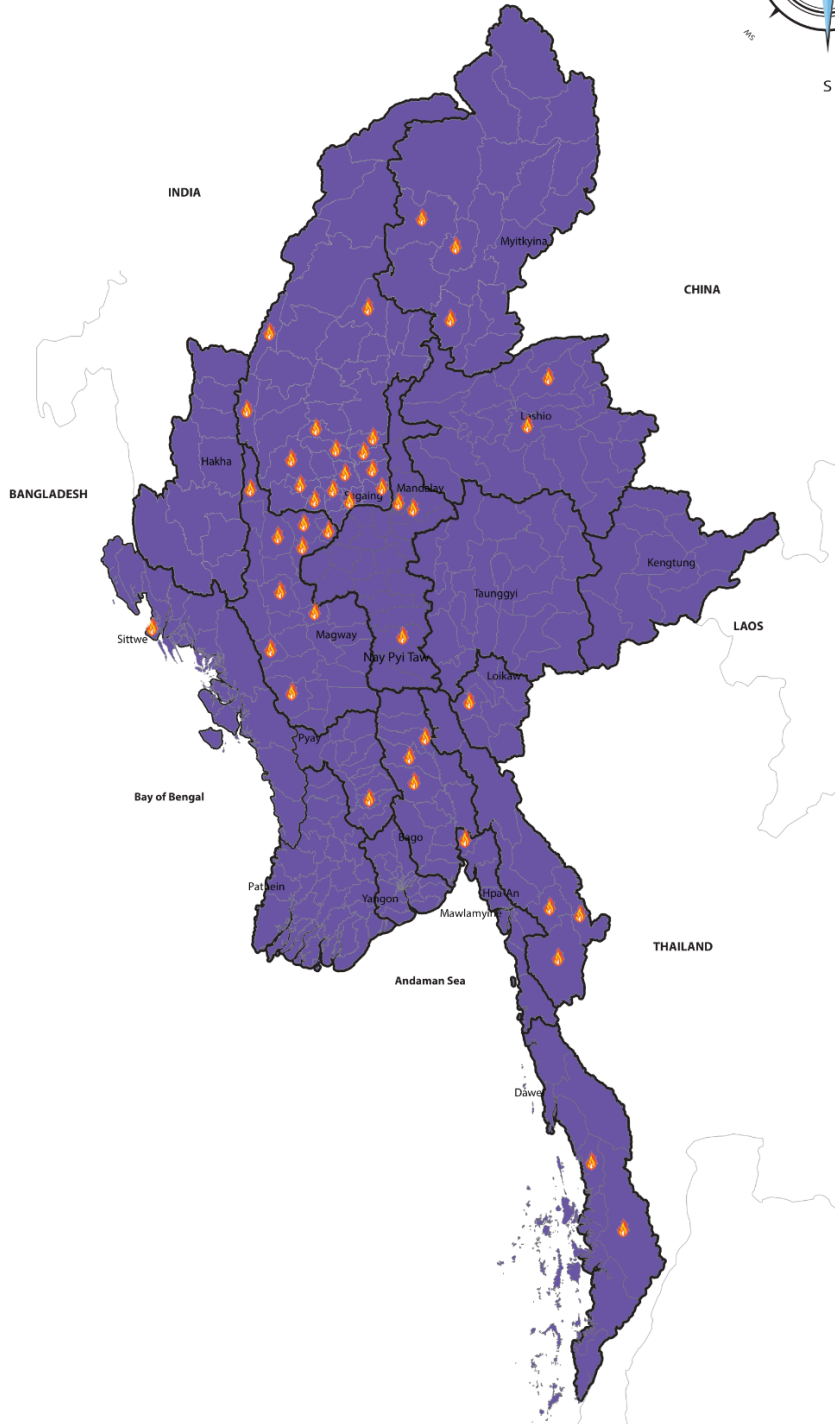 SW
S
INDIA
Myitkyina
CHINA
Lashio
Hakha
BANGLADESH
Sagaing
Mandalay
Kengtung
Taunggyi
LAOS
Sittwe
Magway
Nay Pyi Taw
Loikaw
Pyay
Bay of Bengal
Bago
Pathein
Yangon
Hpa-An
Mawlamyine
THAILAND
Andaman Sea
Dawei